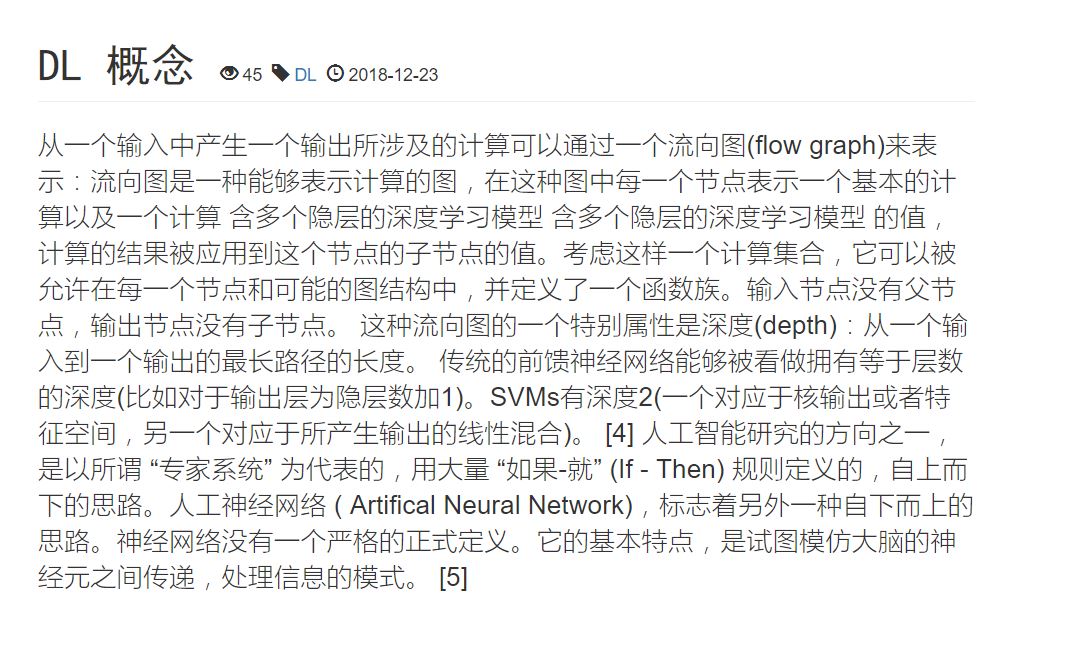 DL 概念 45 DL 2018-12-23
从一个输入中产生一个输出所涉及的计算可以通过一个流向图(flow graph)来表
示：流向图是一种能够表示计算的图，在这种图中每一个节点表示一个基本的计
算以及一个计算 含多个隐层的深度学习模型 含多个隐层的深度学习模型 的值，
计算的结果被应用到这个节点的子节点的值。考虑这样一个计算集合，它可以被
允许在每一个节点和可能的图结构中，并定义了一个函数族。输入节点没有父节
点，输出节点没有子节点。 这种流向图的一个特别属性是深度(depth)：从一个输
入到一个输出的最长路径的长度。 传统的前馈神经网络能够被看做拥有等于层数
的深度(比如对于输出层为隐层数加1)。SVMs有深度2(一个对应于核输出或者特
征空间，另一个对应于所产生输出的线性混合)。 [4] 人工智能研究的方向之一，
是以所谓 “专家系统” 为代表的，用大量 “如果-就” (If - Then) 规则定义的，自上而
下的思路。人工神经网络 ( Artifical Neural Network)，标志着另外一种自下而上的
思路。神经网络没有一个严格的正式定义。它的基本特点，是试图模仿大脑的神
经元之间传递，处理信息的模式。 [5]